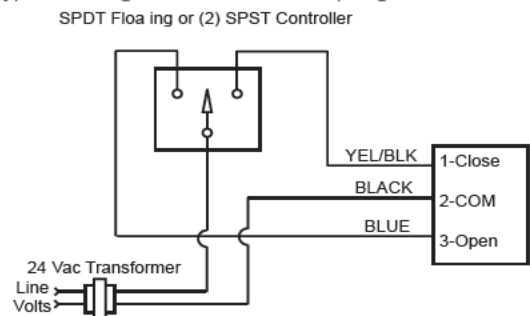 SPDT Floa ing or (2) SPST Controller
YEL/BLK
1-Close
BLACK
2-COM
BLUE
3-Open
24 Vac Transformer
Line
Volts